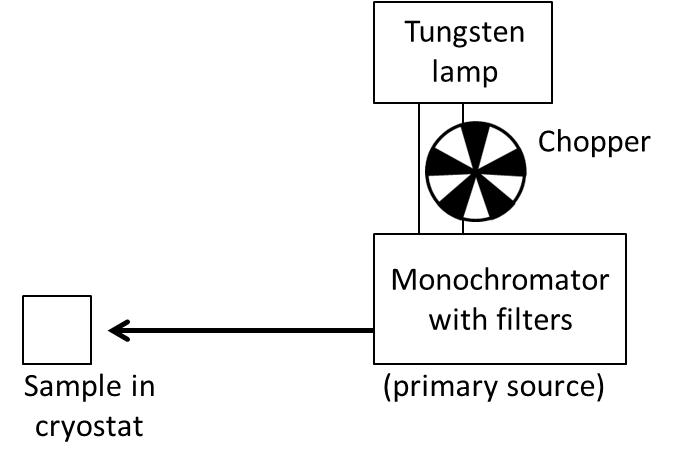 Tungsten
lamp
Chopper
Monochromator
with filters
(primary source)
Sample in
cryostat